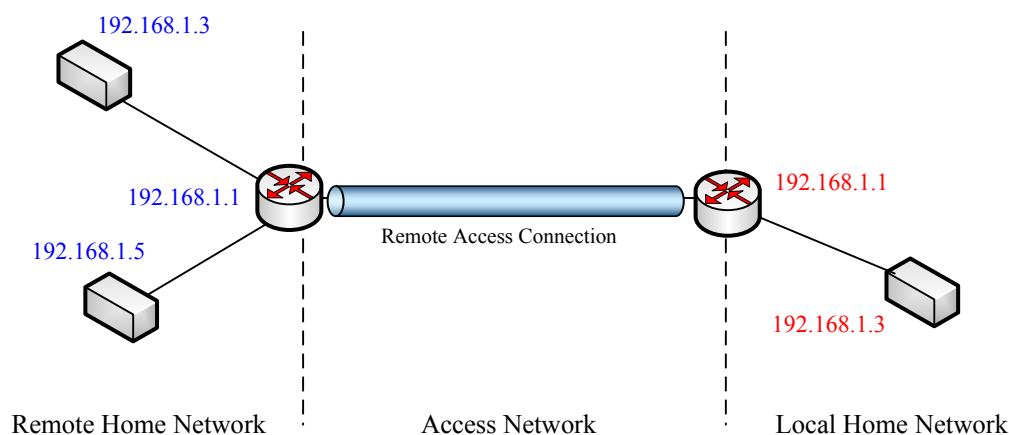 192.168.1.3
192.168.1.1
192.168.1.1
Remote Access Connection
192.168.1.5
192.168.1.3
Remote Home Network
Access Network
Local Home Network